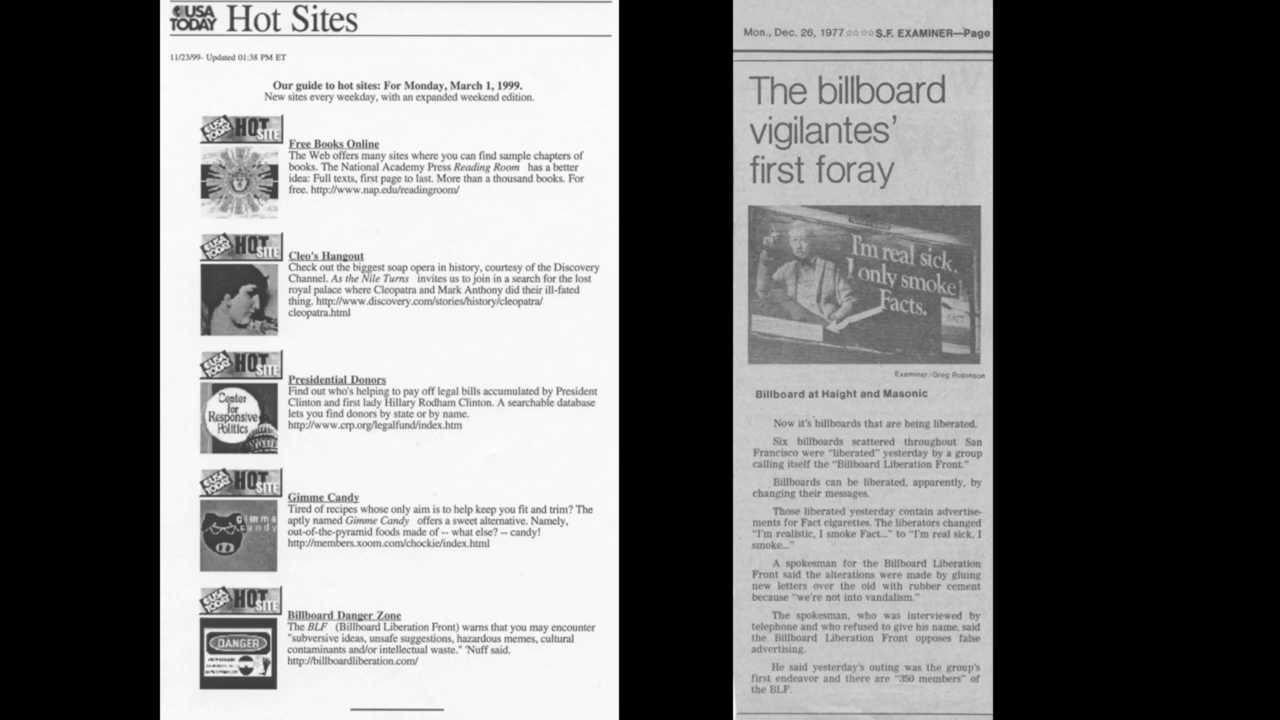 USA TODAY Hot Sites
11/23/99- Updated 01:38 PM ET
Our guide to hot sites: For Monday, March 1, 1999.
New sites every weekday, with an expanded weekend edition.
USA TODAY HOT SITE
Free Books Online
The Web offers many sites where you can find sample chapters of
books. The National Academy Press Reading Room has a better
idea: Full texts, first page to last. More than a thousand books. For
free. http://www.nap.edu/readingroom/
USA TODAY HOT SITE
Cleo's Hangout
Check out the biggest soap opera in history, courtesy of the Discovery
Channel. As the Nile Turns invites us to join in a search for the lost
royal palace where Cleopatra and Mark Anthony did their ill-fated
thing. http://www.discovery.com/stories/history/cleopatra/
cleopatra.html
USA TODAY HOT SITE
Center
for
Responsive
Politics
Presidential Donors
Find out who's helping to pay off legal bills accumulated by President
Clinton and first lady Hillary Rodham Clinton. A searchable database
lets you find donors by state or by name.
http://www.crp.org/legalfund/index.htm
USA TODAY HOT SITE
gimme
candy
Gimme Candy
Tired of recipes whose only aim is to help keep you fit and trim? The
aptly named Gimme Candy offers a sweet alternative. Namely,
out-of-the-pyramid foods made of -- what else? -- candy!
http://members.xoom.com/chockie/index.html
USA TODAY HOT SITE
DANGER
Billboard Danger Zone
The BLF (Billboard Liberation Front) warns that you may encounter
"subversive ideas, unsafe suggestions, hazardous memes, cultural
contaminants and/or intellectual waste." 'Nuff said.
http://billboardliberation.com/
Mon., Dec. 26, 1977 ☆☆☆☆ S.F. EXAMINER—Page
The billboard
vigilantes'
first foray
I'm real sick.
I only smoke
Facts.
FACT
Examiner/Greg Robinson
Billboard at Haight and Masonic
Now it's billboards that are being liberated.
Six billboards scattered throughout San
Francisco were "liberated" yesterday by a group
calling itself the "Billboard Liberation Front."
Billboards can be liberated, apparently, by
changing their messages.
Those liberated yesterday contain advertise-
ments for Fact cigarettes. The liberators changed
"I'm realistic, I smoke Fact..." to "I'm real sick, I
smoke..."
A spokesman for the Billboard Liberation
Front said the alterations were made by gluing
new letters over the old with rubber cement
because "we're not into vandalism."
The spokesman, who was interviewed by
telephone and who refused to give his name, said
the Billboard Liberation Front opposes false
advertising.
He said yesterday's outing was the group's
first endeavor and there are "350 members" of
the BLF.